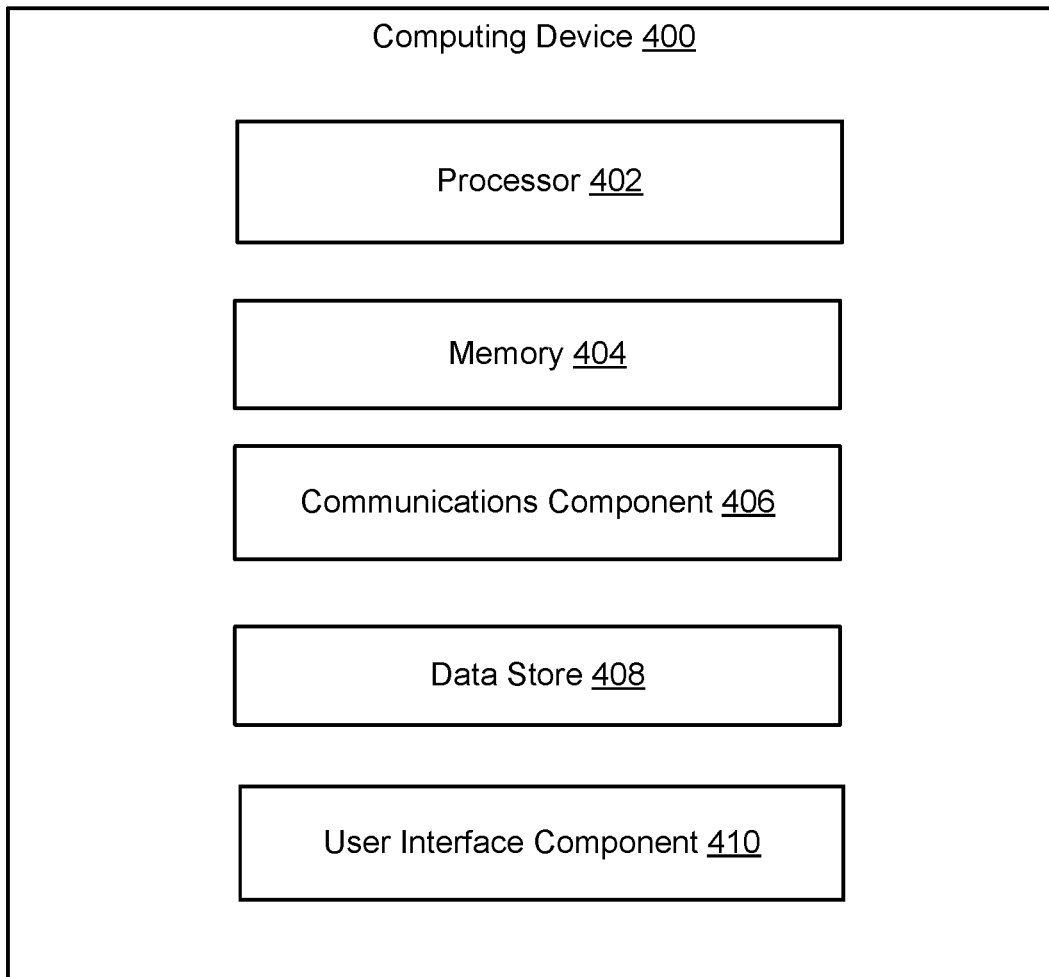 Computing Device 400
Processor 402
Memory 404
Communications Component 406
Data Store 408
User Interface Component 410